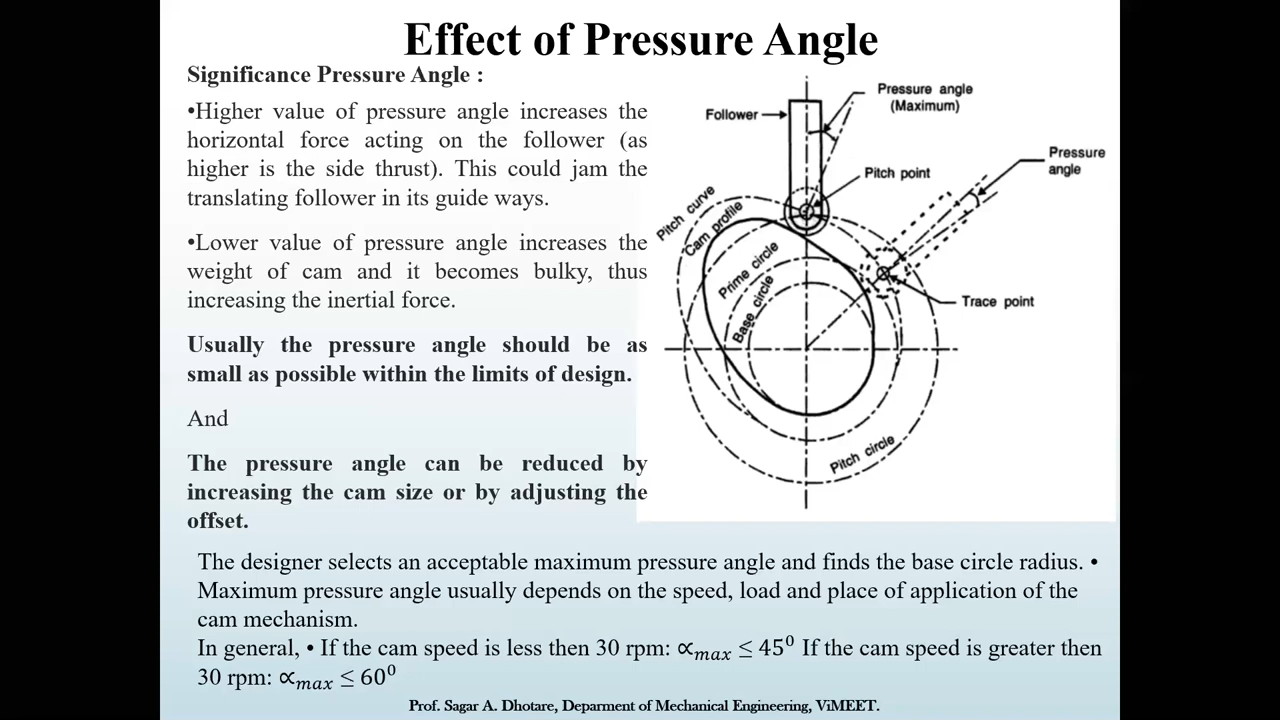 Effect of Pressure Angle
Significance Pressure Angle :
•Higher value of pressure angle increases the
horizontal force acting on the follower (as
higher is the side thrust). This could jam the
translating follower in its guide ways.
•Lower value of pressure angle increases the
weight of cam and it becomes bulky, thus
increasing the inertial force.
Usually the pressure angle should be as
small as possible within the limits of design.
And
The pressure angle can be reduced by
increasing the cam size or by adjusting the
offset.
Pressure angle
(Maximum)
Follower
Pressure
angle
Pitch point
Pitch curve
Cam profile
Prime circle
Base circle
Trace point
Pitch circle
The designer selects an acceptable maximum pressure angle and finds the base circle radius. •
Maximum pressure angle usually depends on the speed, load and place of application of the
cam mechanism.
In general, • If the cam speed is less then 30 rpm: ∝max ≤ 45⁰ If the cam speed is greater then
30 rpm: ∝max ≤ 60⁰
Prof. Sagar A. Dhotare, Deparment of Mechanical Engineering, ViMEET.